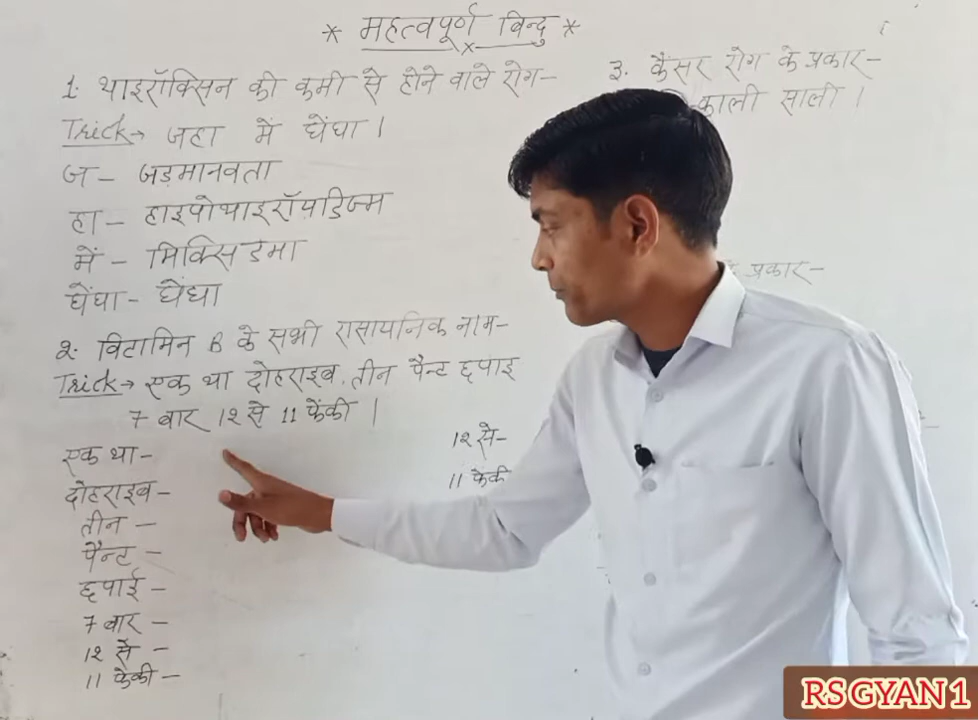 * महत्वपूर्ण बिन्दु *
1. थाइरॉक्सिन की कमी से होने वाले रोग-
Trick→ जहा में घेंघा।
ज- जड़मानवता
हा- हाइपोथाइरॉयडिज्म
में- मिक्सिडमा
घेंघा- घेंघा
2. विटामिन B के सभी रासायनिक नाम-
Trick→ एक था दोहराइव, तीन पैन्ट छपाइ
7 बार 12 से 11 फेंकी।
एक था-
दोहराइव-
तीन -
पैन्ट -
छपाई -
7 बार -
12 से -
11 फेकी -
12 से-
11 फेकी
3. कैंसर रोग के प्रकार-
काली साली।
प्रकार-
RS GYAN 1